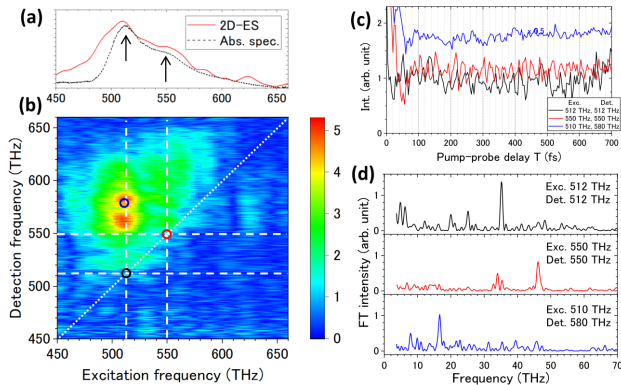 (a)
2D-ES
Abs. spec.
450 500 550 600 650
(b)
Detection frequency (THz)
650
600
550
500
450
450 500 550 600 650
Excitation frequency (THz)
5
4
3
2
1
0
(c)
Int. (arb. unit)
2
1
0
x0.5
Exc. Det.
512 THz, 512 THz
550 THz, 550 THz
510 THz, 580 THz
0 100 200 300 400 500 600 700
Pump-probe delay T (fs)
(d)
FT intensity (arb. unit)
Exc. 512 THz
Det. 512 THz
1
0
Exc. 550 THz
Det. 550 THz
1
0
Exc. 510 THz
Det. 580 THz
1
0
0 10 20 30 40 50 60 70
Frequency (THz)